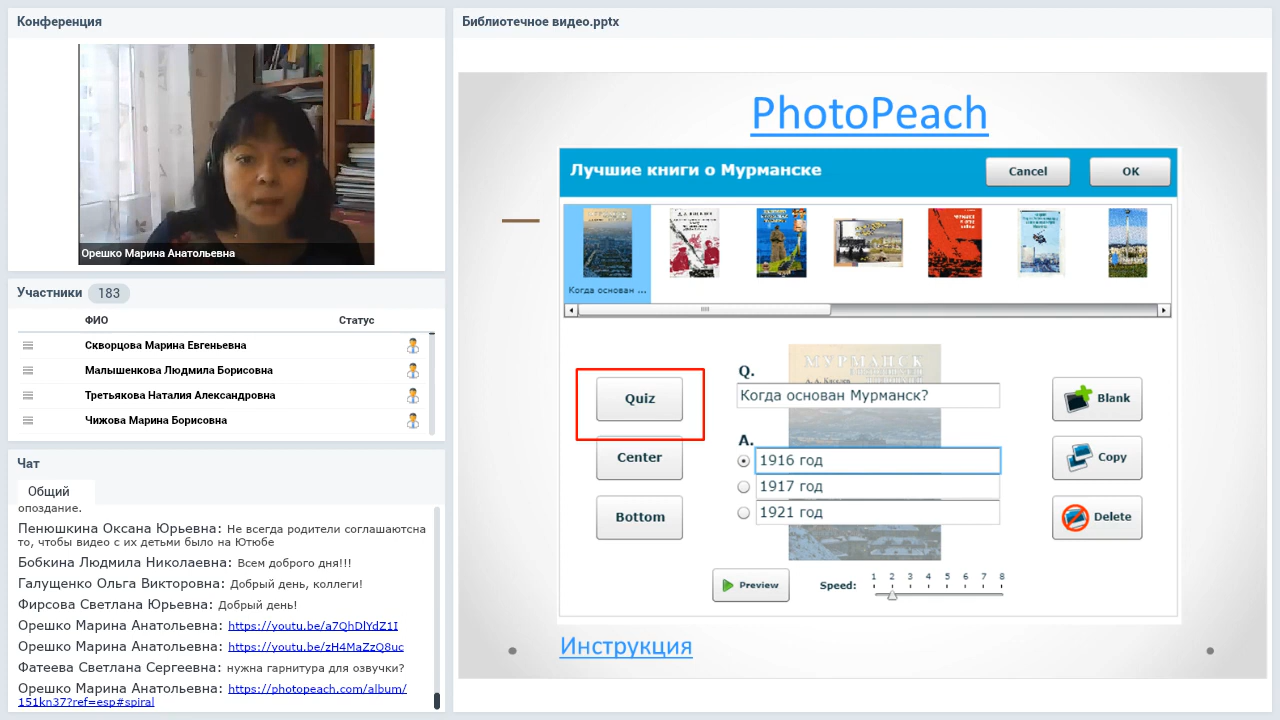 Конференция
Орешко Марина Анатольевна
Участники 183
ФИО Статус
Скворцова Марина Евгеньевна
Малышенкова Людмила Борисовна
Третьякова Наталия Александровна
Чижова Марина Борисовна
Чат
Общий
опоздание.
Пенюшкина Оксана Юрьевна: Не всегда родители соглашаютсна
то, чтобы видео с их детьми было на Ютюбе
Бобкина Людмила Николаевна: Всем доброго дня!!!
Галущенко Ольга Викторовна: Добрый день, коллеги!
Фирсова Светлана Юрьевна: Добрый день!
Орешко Марина Анатольевна: https://youtu.be/a7QhDlYdZ1I
Орешко Марина Анатольевна: https://youtu.be/zH4MaZzQ8uc
Фатеева Светлана Сергеевна: нужна гарнитура для озвучки?
Орешко Марина Анатольевна: https://photopeach.com/album/
151kn37?ref=esp#spiral
Библиотечное видео.pptx
PhotoPeach
Лучшие книги о Мурманске Cancel OK
Когда основан ...
Quiz
Center
Bottom
МУРМАНСК
А. А. Киселев
Q.
Когда основан Мурманск?
A.
1916 год
1917 год
1921 год
Blank
Copy
Delete
Preview Speed: 1 2 3 4 5 6 7 8
Инструкция